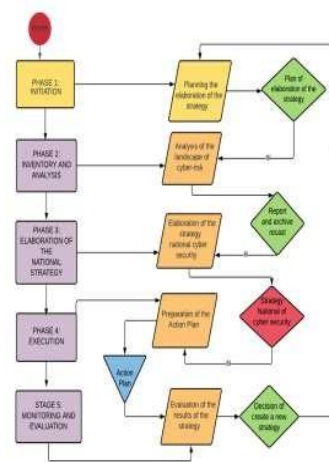 PHASE 1:
INITIATION
Planning the
elaboration of the
strategy
Plan of
elaboration of the
strategy
PHASE 2:
INVENTORY AND
ANALYSIS
Analysis of the
landscape of
cyber-risk
Report
and archive
PHASE 3:
ELABORATION OF
THE
NATIONAL
STRATEGY
Elaboration of the
strategy
national cyber
security
Strategy
National of
cyber security
PHASE 4:
EXECUTION
Preparation of the
Action Plan
Action
Plan
STAGE 5:
MONITORING AND
EVALUATION
Evaluation of the
results of the
strategy
Decision of
create a new
strategy